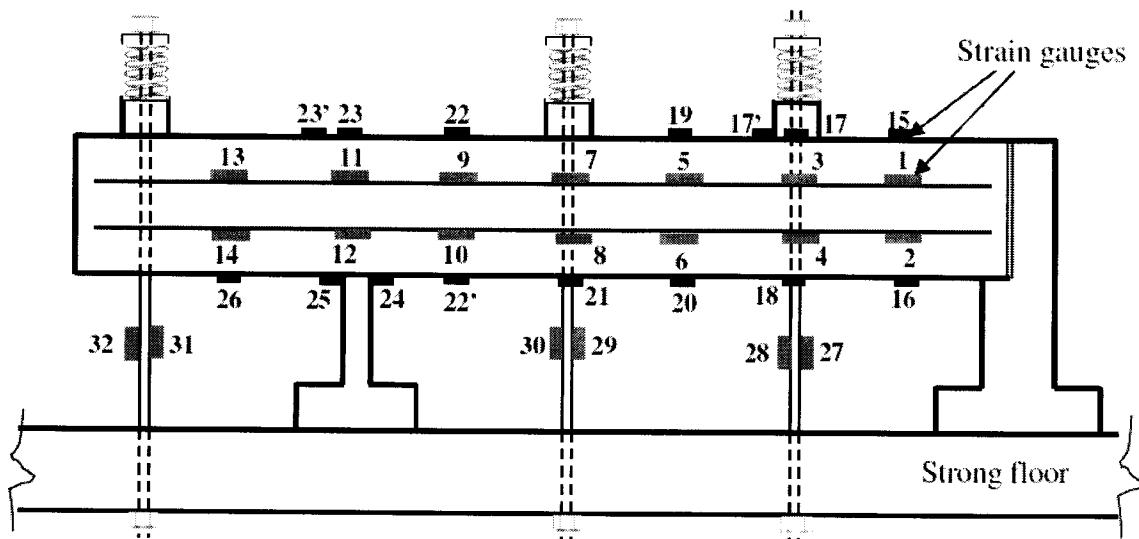 Strain gauges
23' 23 22 19 17' 17 15
13 11 9 7 5 3 1
14 12 10 8 6 4 2
26 25 24 22' 21 20 18 16
32 31 30 29 28 27
Strong floor